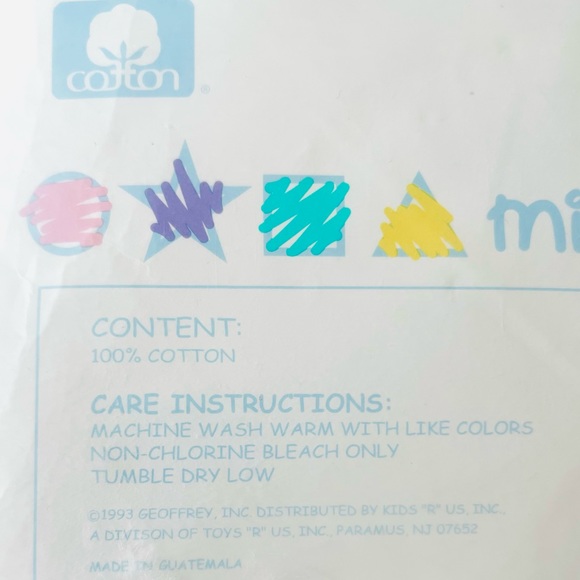 cotton
®
mi
CONTENT:
100% COTTON
CARE INSTRUCTIONS:
MACHINE WASH WARM WITH LIKE COLORS
NON-CHLORINE BLEACH ONLY
TUMBLE DRY LOW
©1993 GEOFFREY, INC. DISTRIBUTED BY KIDS "R" US, INC.,
A DIVISON OF TOYS "R" US, INC., PARAMUS, NJ 07652
MADE IN GUATEMALA